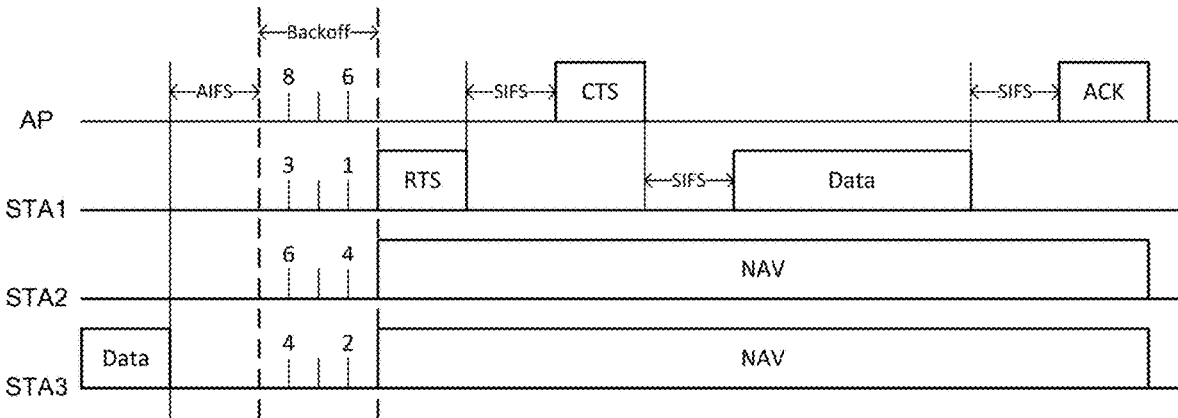 Backoff
AIFS 8 6 SIFS CTS SIFS ACK
AP
3 1 RTS SIFS Data
STA1
6 4 NAV
STA2
Data 4 2 NAV
STA3